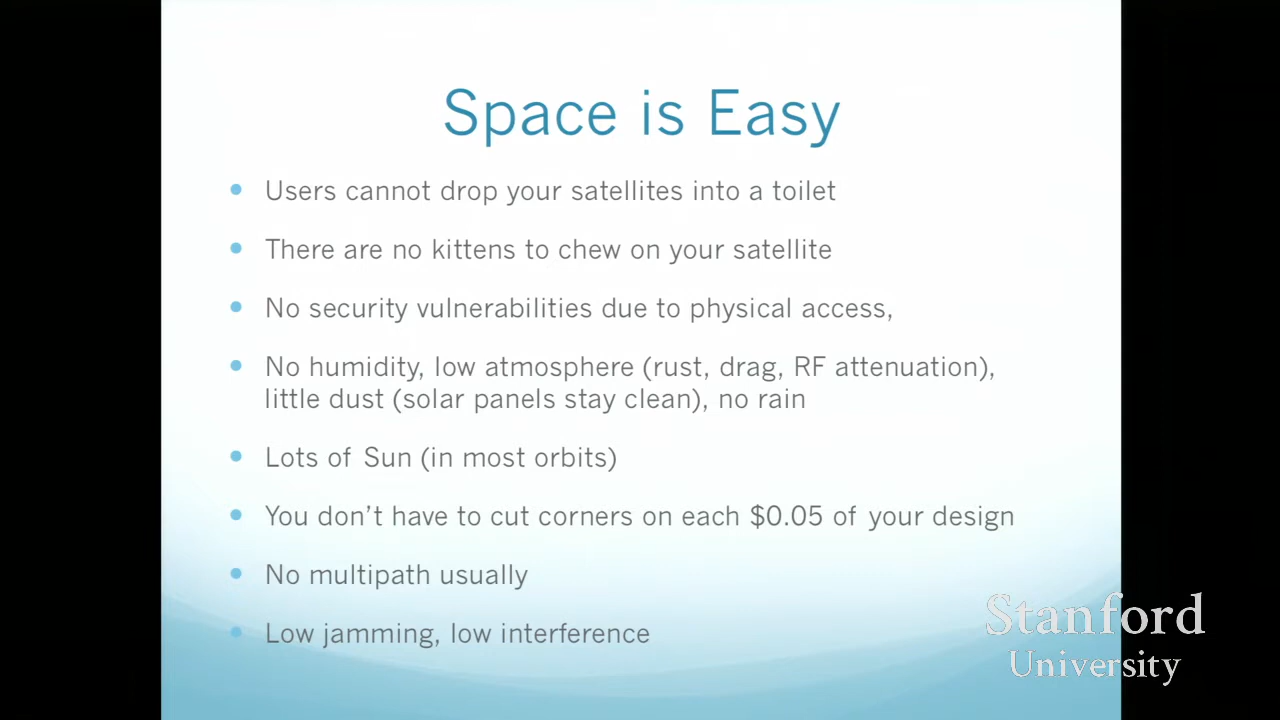 Space is Easy
Users cannot drop your satellites into a toilet
There are no kittens to chew on your satellite
No security vulnerabilities due to physical access,
No humidity, low atmosphere (rust, drag, RF attenuation),
little dust (solar panels stay clean), no rain
Lots of Sun (in most orbits)
You don’t have to cut corners on each $0.05 of your design
No multipath usually
Low jamming, low interference
Stanford
University